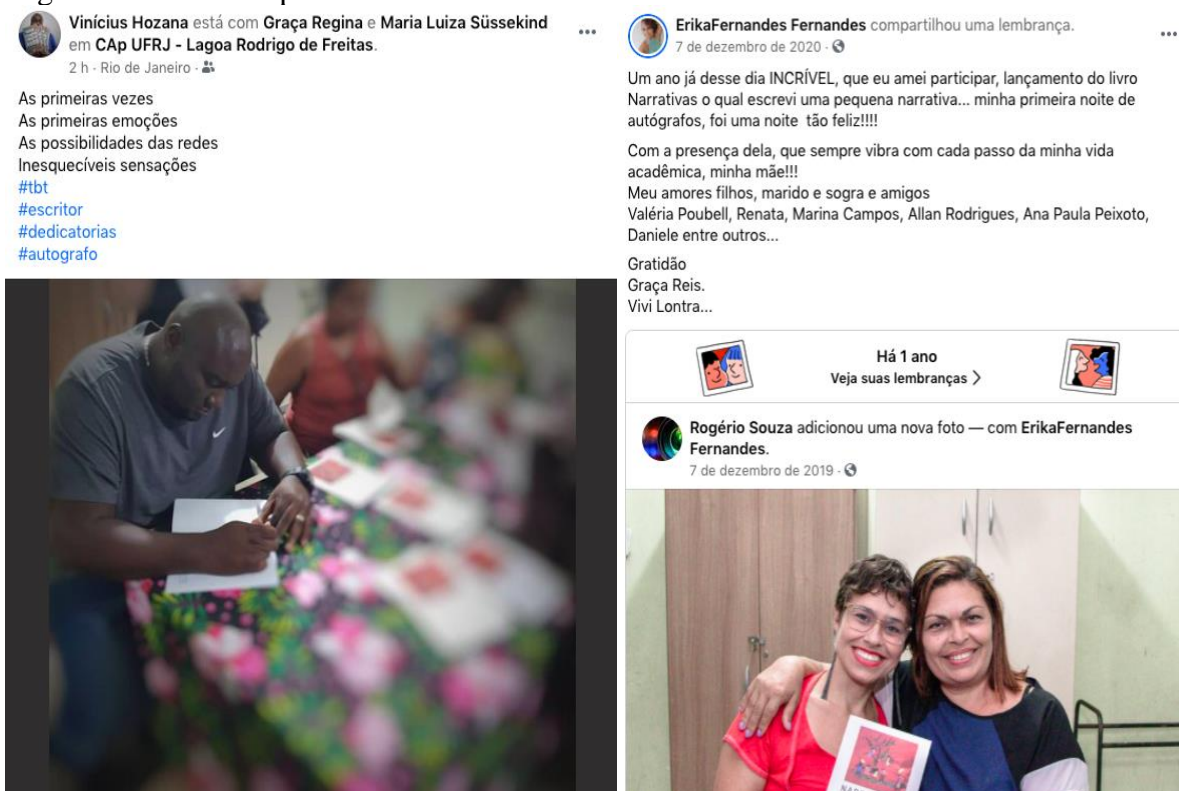 Vinícius Hozana está com Graça Regina e Maria Luiza Süssekind
em CAp UFRJ - Lagoa Rodrigo de Freitas.
2 h · Rio de Janeiro ·
As primeiras vezes
As primeiras emoções
As possibilidades das redes
Inesquecíveis sensações
#tbt
#escritor
#dedicatorias
#autografo
ErikaFernandes Fernandes compartilhou uma lembrança.
7 de dezembro de 2020 ·
Um ano já desse dia INCRÍVEL, que eu amei participar, lançamento do livro
Narrativas o qual escrevi uma pequena narrativa... minha primeira noite de
autógrafos, foi uma noite tão feliz!!!!
Com a presença dela, que sempre vibra com cada passo da minha vida
acadêmica, minha mãe!!!
Meu amores filhos, marido e sogra e amigos
Valéria Poubell, Renata, Marina Campos, Allan Rodrigues, Ana Paula Peixoto,
Daniele entre outros...
Gratidão
Graça Reis.
Vivi Lontra...
Há 1 ano
Veja suas lembranças
Rogério Souza adicionou uma nova foto — com ErikaFernandes
Fernandes.
7 de dezembro de 2019 ·